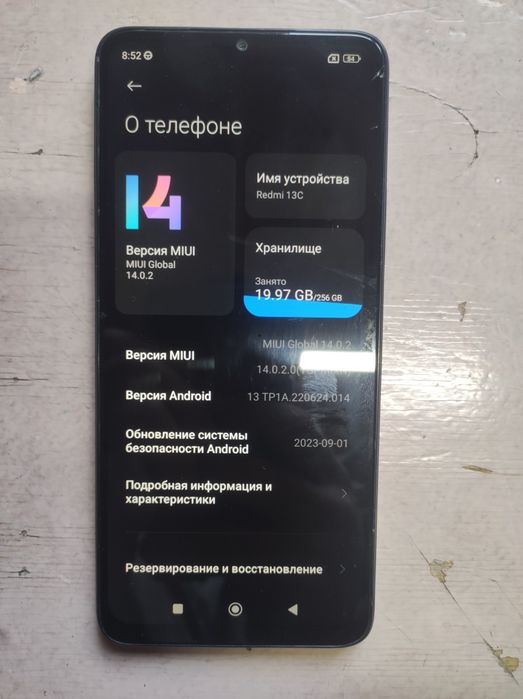 8:52
54
О телефоне
14
Имя устройства
Redmi 13C
Версия MIUI
MIUI Global
14.0.2
Хранилище
Занято
19.97 GB/256 GB
Версия MIUI
MIUI Global 14.0.2
Версия Android
13 TP1A.220624.014
Обновление системы
безопасности Android
2023-09-01
Подробная информация и
характеристики
Резервирование и восстановление